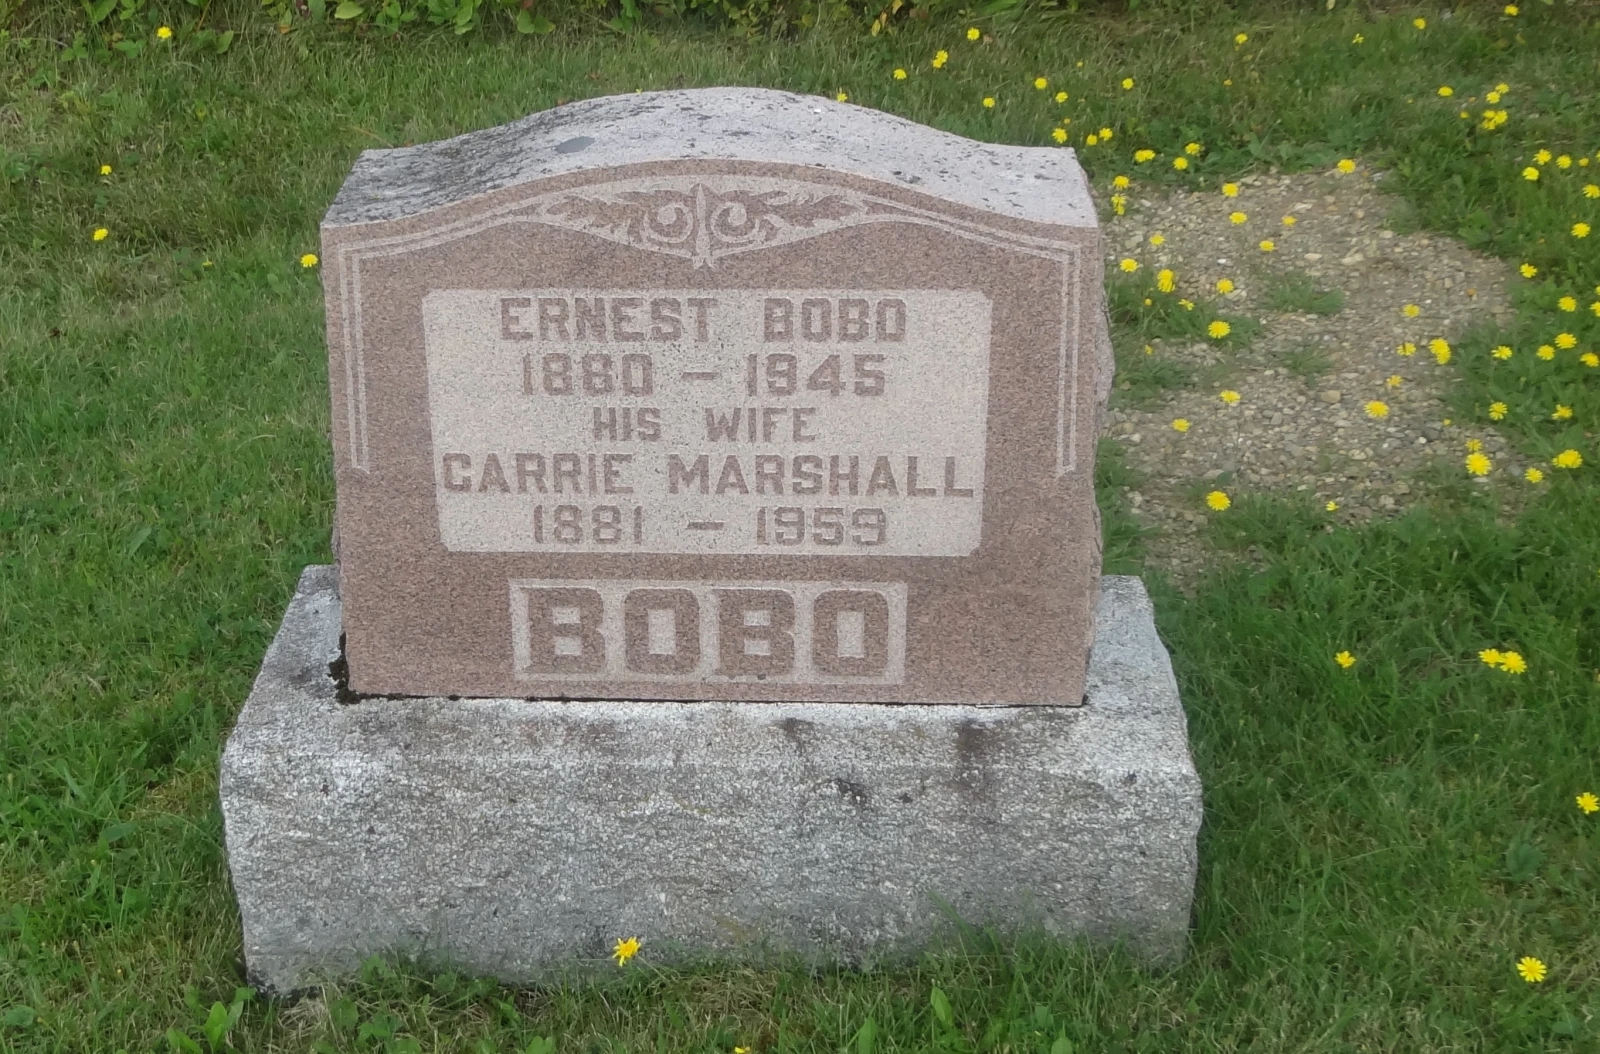 ERNEST BOBO
1880 - 1945
HIS WIFE
CARRIE MARSHALL
1881 - 1959
BOBO